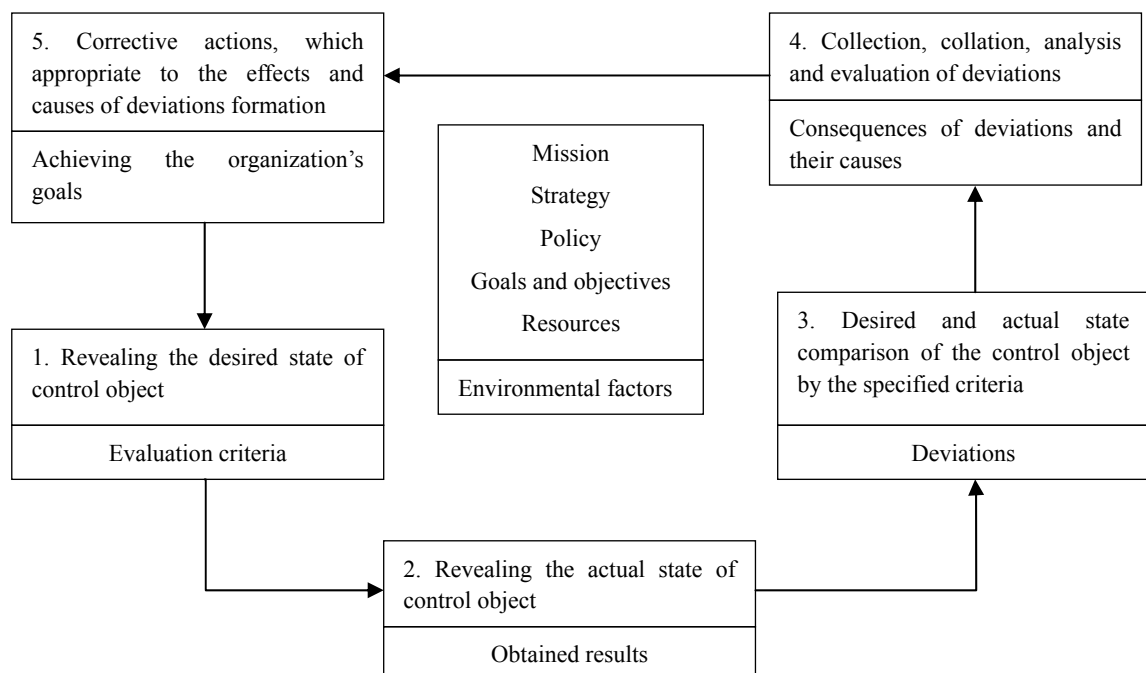 5. Corrective actions, which
appropriate to the effects and
causes of deviations formation
Achieving the organization’s
goals
4. Collection, collation, analysis
and evaluation of deviations
Consequences of deviations and
their causes
Mission
Strategy
Policy
Goals and objectives
Resources
Environmental factors
1. Revealing the desired state of
control object
Evaluation criteria
3. Desired and actual state
comparison of the control object
by the specified criteria
Deviations
2. Revealing the actual state of
control object
Obtained results